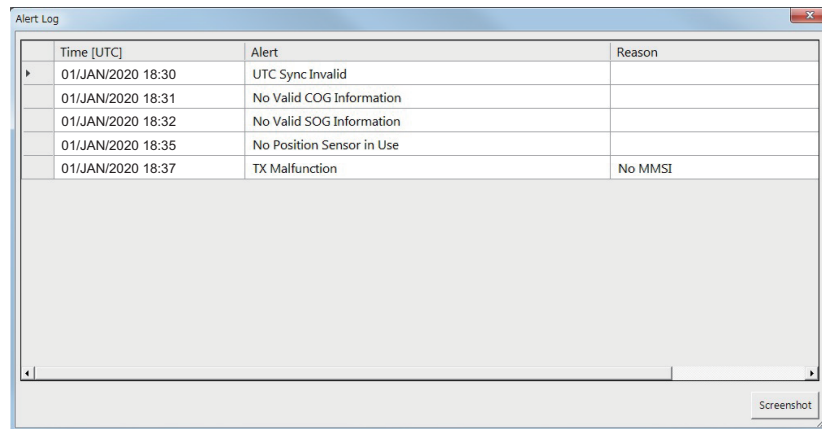 Alert Log
Time [UTC] Alert Reason
01/JAN/2020 18:30 UTC Sync Invalid
01/JAN/2020 18:31 No Valid COG Information
01/JAN/2020 18:32 No Valid SOG Information
01/JAN/2020 18:35 No Position Sensor in Use
01/JAN/2020 18:37 TX Malfunction No MMSI
Screenshot